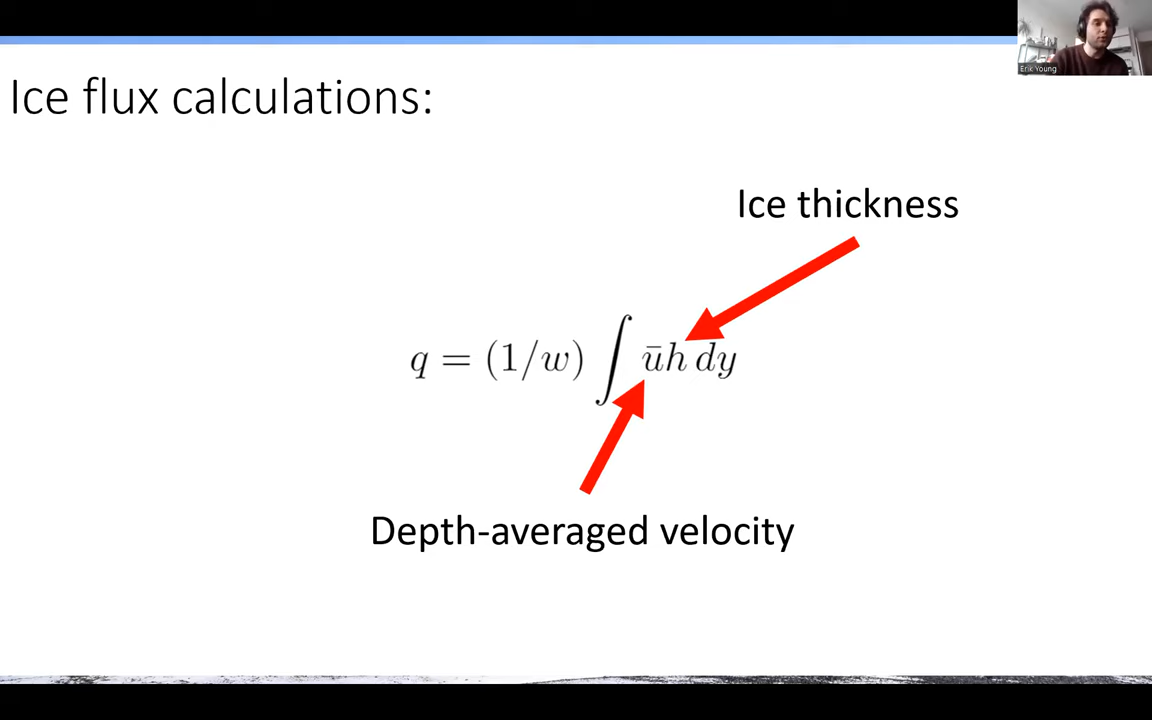 Erik Young
Ice flux calculations:
Ice thickness
q = (1/w) ∫ ūh dy
Depth-averaged velocity